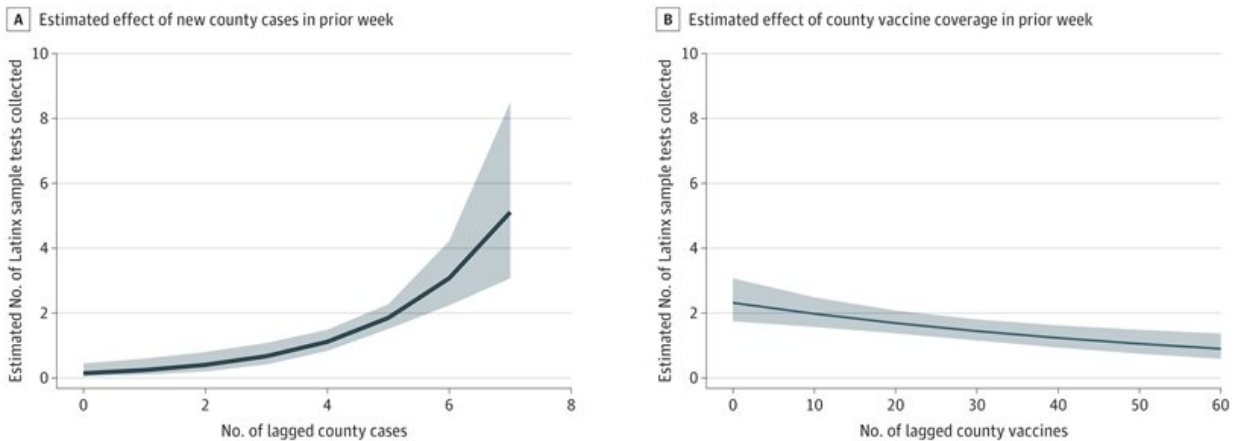 A Estimated effect of new county cases in prior week
Estimated No. of Latinx sample tests collected
10
8
6
4
2
0
0 2 4 6 8
No. of lagged county cases
B Estimated effect of county vaccine coverage in prior week
Estimated No. of Latinx sample tests collected
10
8
6
4
2
0
0 10 20 30 40 50 60
No. of lagged county vaccines